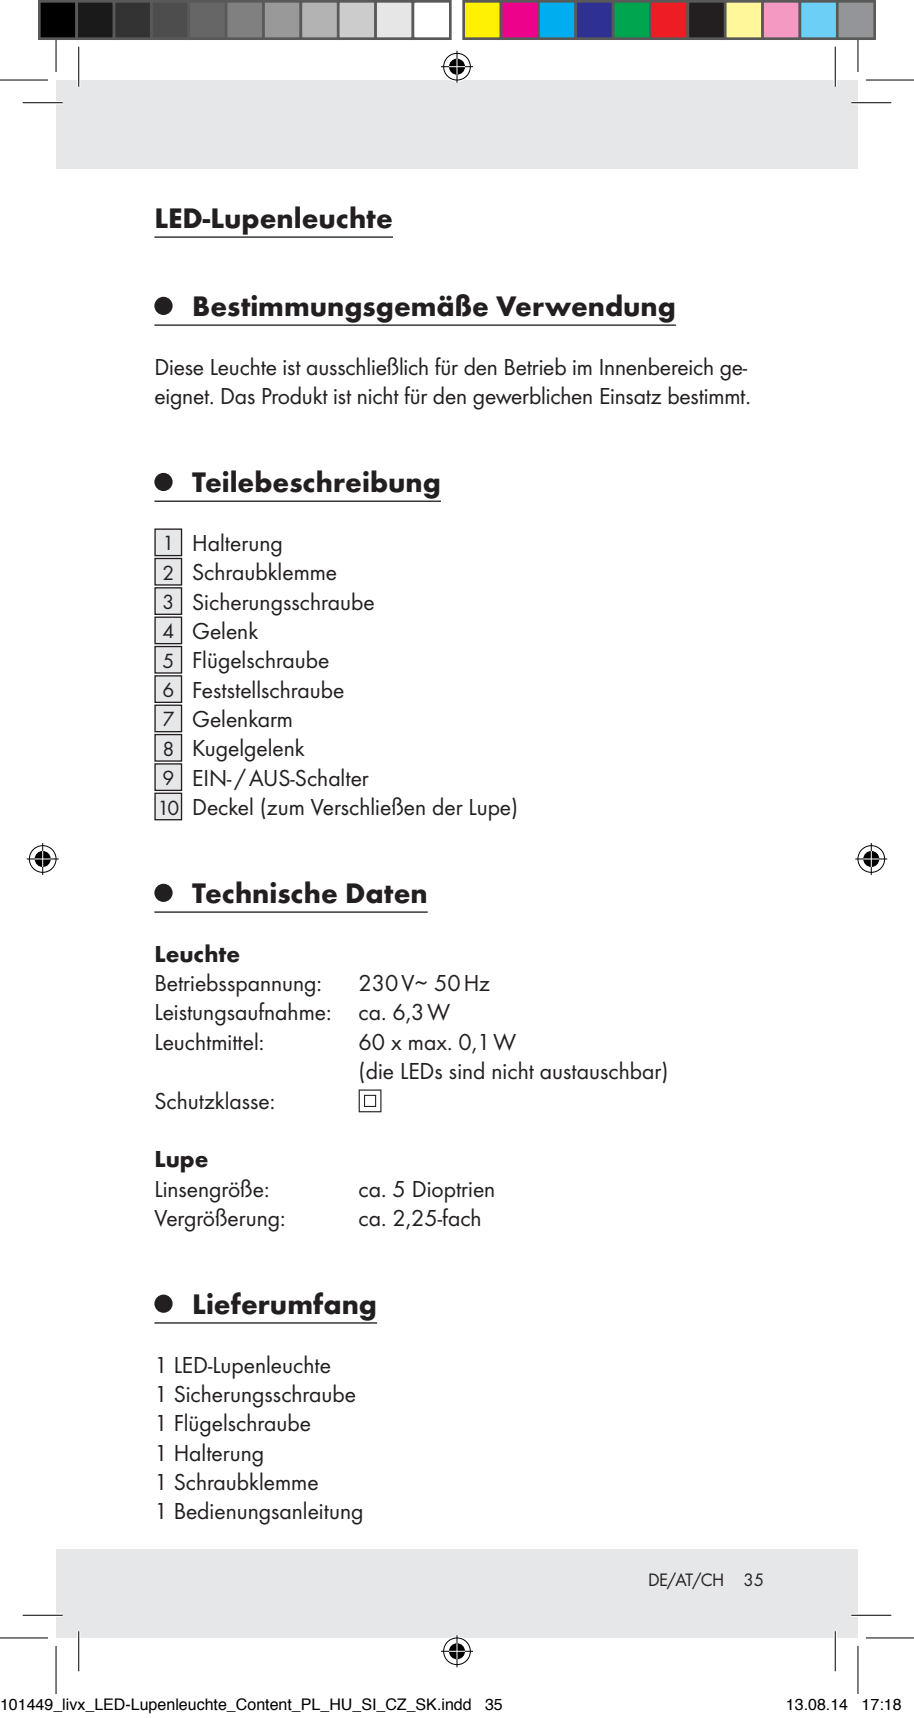 LED-Lupenleuchte
● Bestimmungsgemäße Verwendung
Diese Leuchte ist ausschließlich für den Betrieb im Innenbereich ge-
eignet. Das Produkt ist nicht für den gewerblichen Einsatz bestimmt.
● Teilebeschreibung
1 Halterung
2 Schraubklemme
3 Sicherungsschraube
4 Gelenk
5 Flügelschraube
6 Feststellschraube
7 Gelenkarm
8 Kugelgelenk
9 EIN- / AUS-Schalter
10 Deckel (zum Verschließen der Lupe)
● Technische Daten
Leuchte
Betriebsspannung: 230 V~ 50 Hz
Leistungsaufnahme: ca. 6,3 W
Leuchtmittel: 60 x max. 0,1 W
(die LEDs sind nicht austauschbar)
Schutzklasse:
Lupe
Linsengröße: ca. 5 Dioptrien
Vergrößerung: ca. 2,25-fach
● Lieferumfang
1 LED-Lupenleuchte
1 Sicherungsschraube
1 Flügelschraube
1 Halterung
1 Schraubklemme
1 Bedienungsanleitung
DE/AT/CH 35
101449_livx_LED-Lupenleuchte_Content_PL_HU_SI_CZ_SK.indd 35 13.08.14 17:18